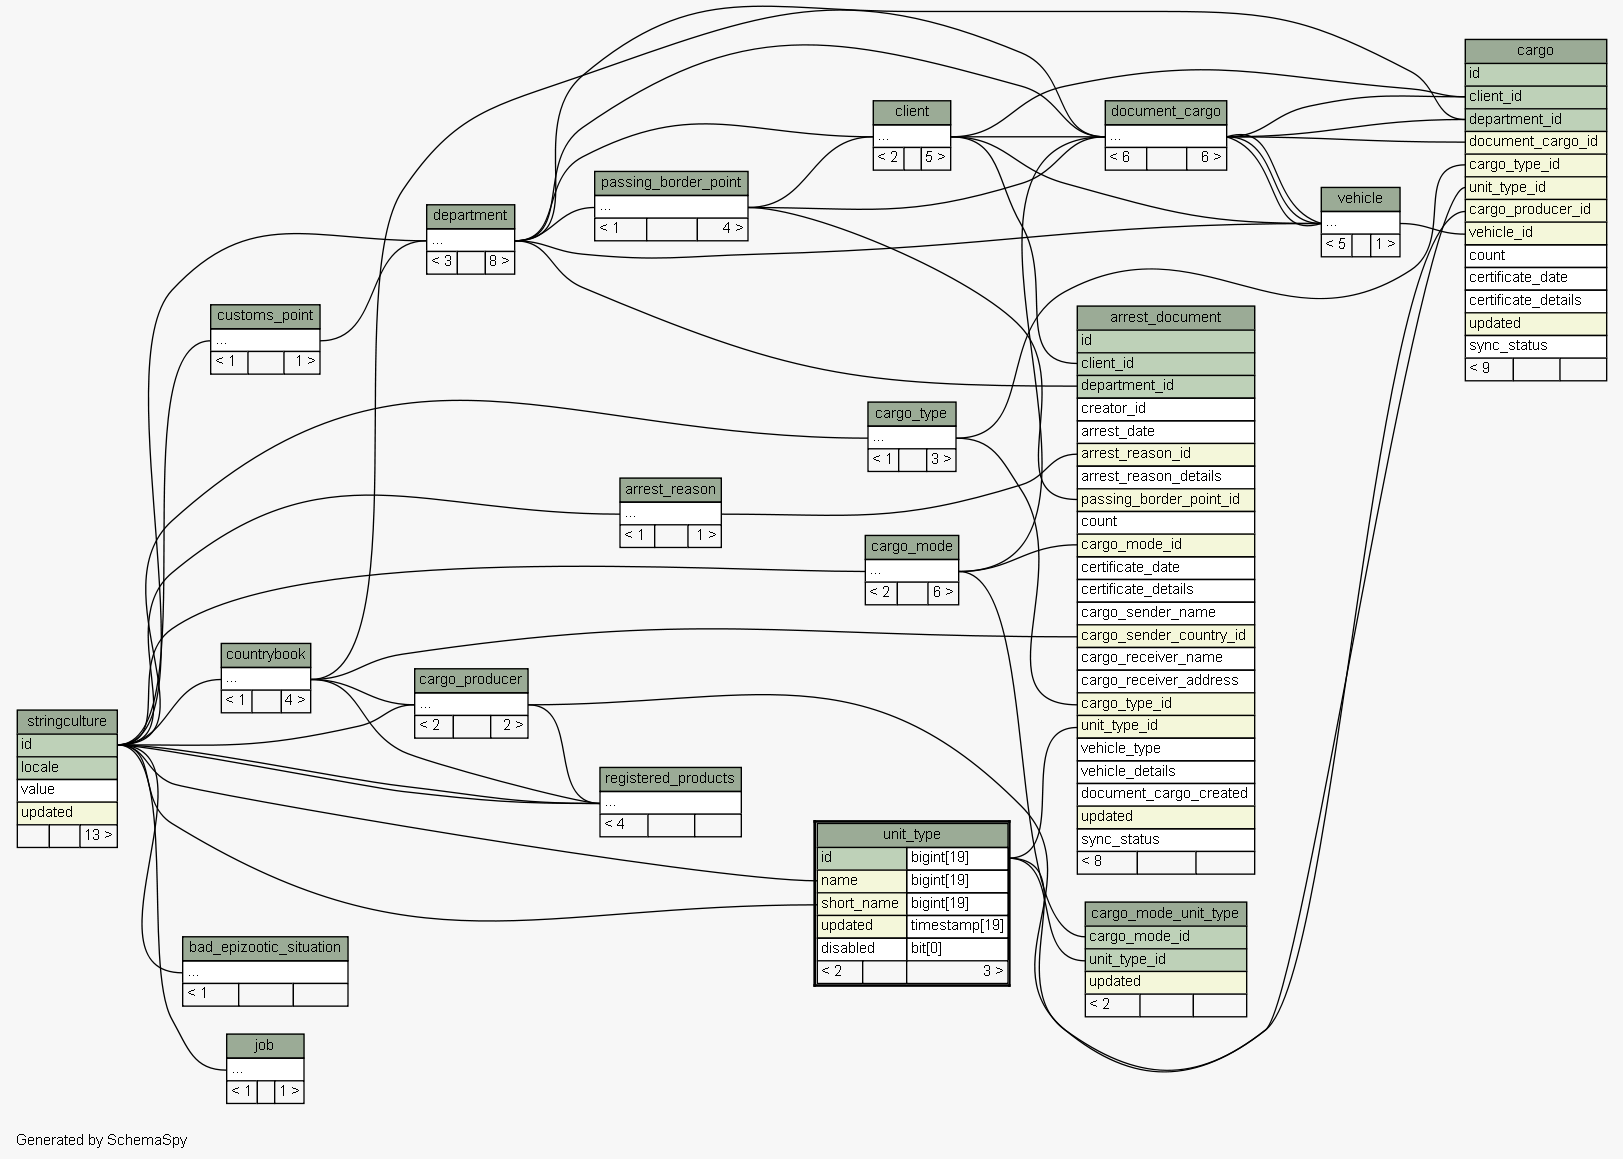 cargo
id
client_id
department_id
document_cargo_id
cargo_type_id
unit_type_id
cargo_producer_id
vehicle_id
count
certificate_date
certificate_details
updated
sync_status
< 9
client
...
< 2 5 >
document_cargo
...
< 6 6 >
passing_border_point
...
< 1 4 >
vehicle
...
< 5 1 >
department
...
< 3 8 >
customs_point
...
< 1 1 >
arrest_document
id
client_id
department_id
creator_id
arrest_date
arrest_reason_id
arrest_reason_details
passing_border_point_id
count
cargo_mode_id
certificate_date
certificate_details
cargo_sender_name
cargo_sender_country_id
cargo_receiver_name
cargo_receiver_address
cargo_type_id
unit_type_id
vehicle_type
vehicle_details
document_cargo_created
updated
sync_status
< 8
cargo_type
...
< 1 3 >
arrest_reason
...
< 1 1 >
cargo_mode
...
< 2 6 >
countrybook
...
< 1 4 >
cargo_producer
...
< 2 2 >
stringculture
id
locale
value
updated
13 >
registered_products
...
< 4
unit_type
id bigint[19]
name bigint[19]
short_name bigint[19]
updated timestamp[19]
disabled bit[0]
< 2 3 >
cargo_mode_unit_type
cargo_mode_id
unit_type_id
updated
< 2
bad_epizootic_situation
...
< 1
job
...
< 1 1 >
Generated by SchemaSpy